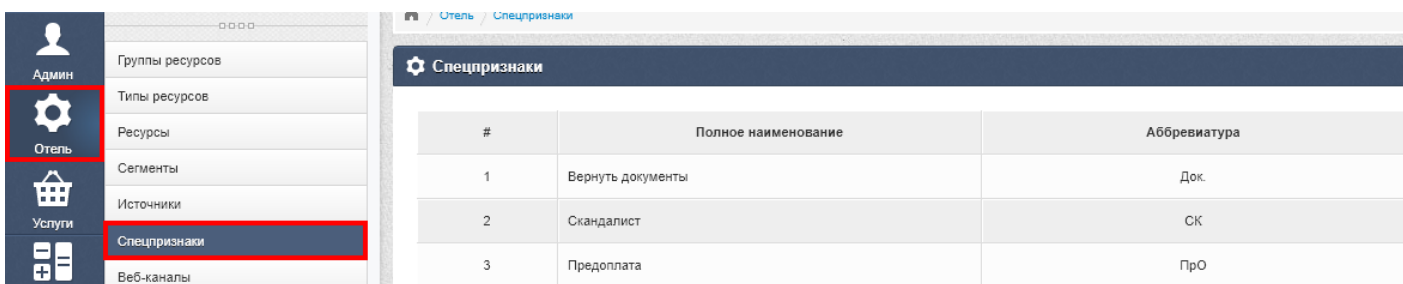 Админ
Отель
Услуги
Группы ресурсов
Типы ресурсов
Ресурсы
Сегменты
Источники
Спецпризнаки
Веб-каналы
/ Отель / Спецпризнаки
Спецпризнаки
# Полное наименование Аббревиатура
1 Вернуть документы Док.
2 Скандалист СК
3 Предоплата ПрО